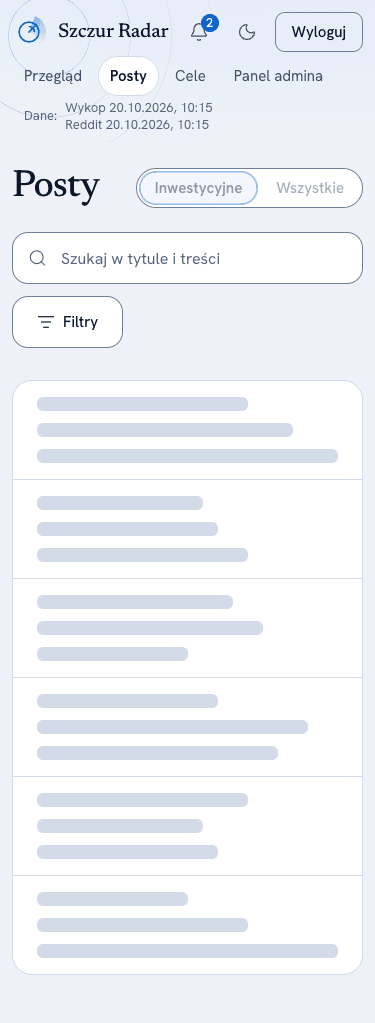 Szczur Radar
2
Wyloguj
Przegląd Posty Cele Panel admina
Dane: Wykop 20.10.2026, 10:15
Reddit 20.10.2026, 10:15
Posty
Inwestycyjne Wszystkie
Szukaj w tytule i treści
Filtry